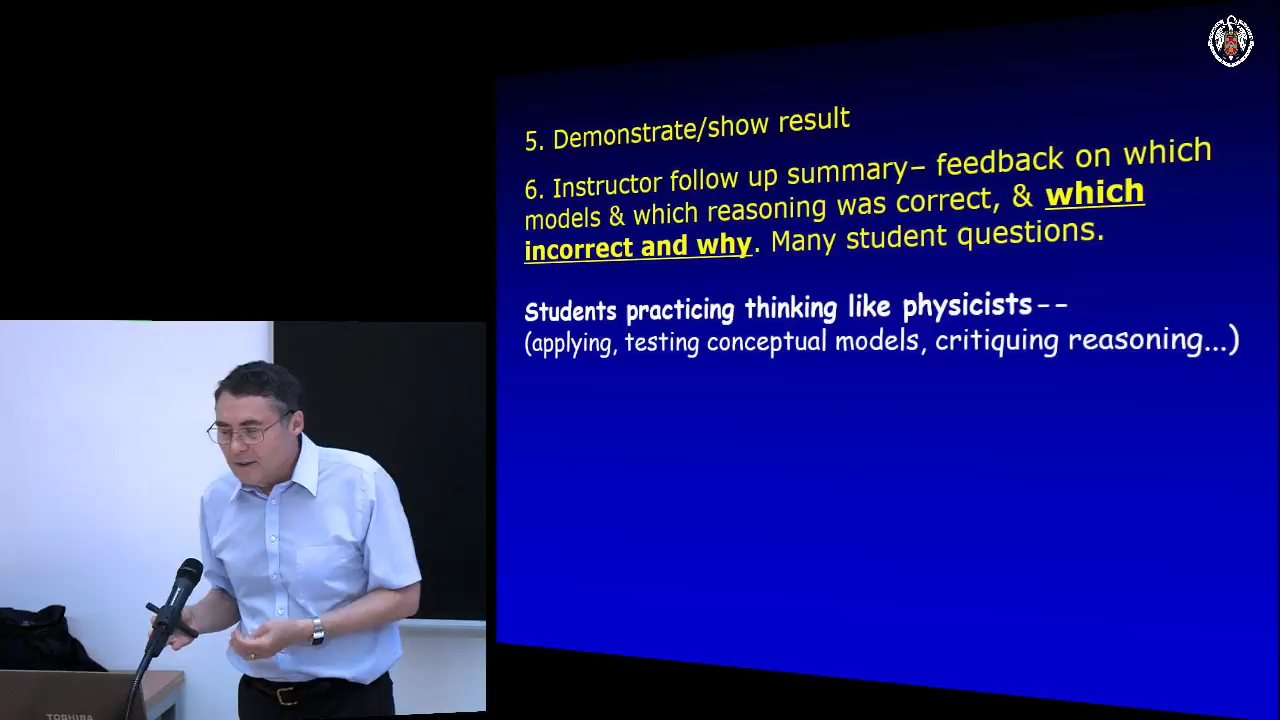 5. Demonstrate/show result
6. Instructor follow up summary– feedback on which
models & which reasoning was correct, & which
incorrect and why. Many student questions.
Students practicing thinking like physicists--
(applying, testing conceptual models, critiquing reasoning...)
TOSHIBA